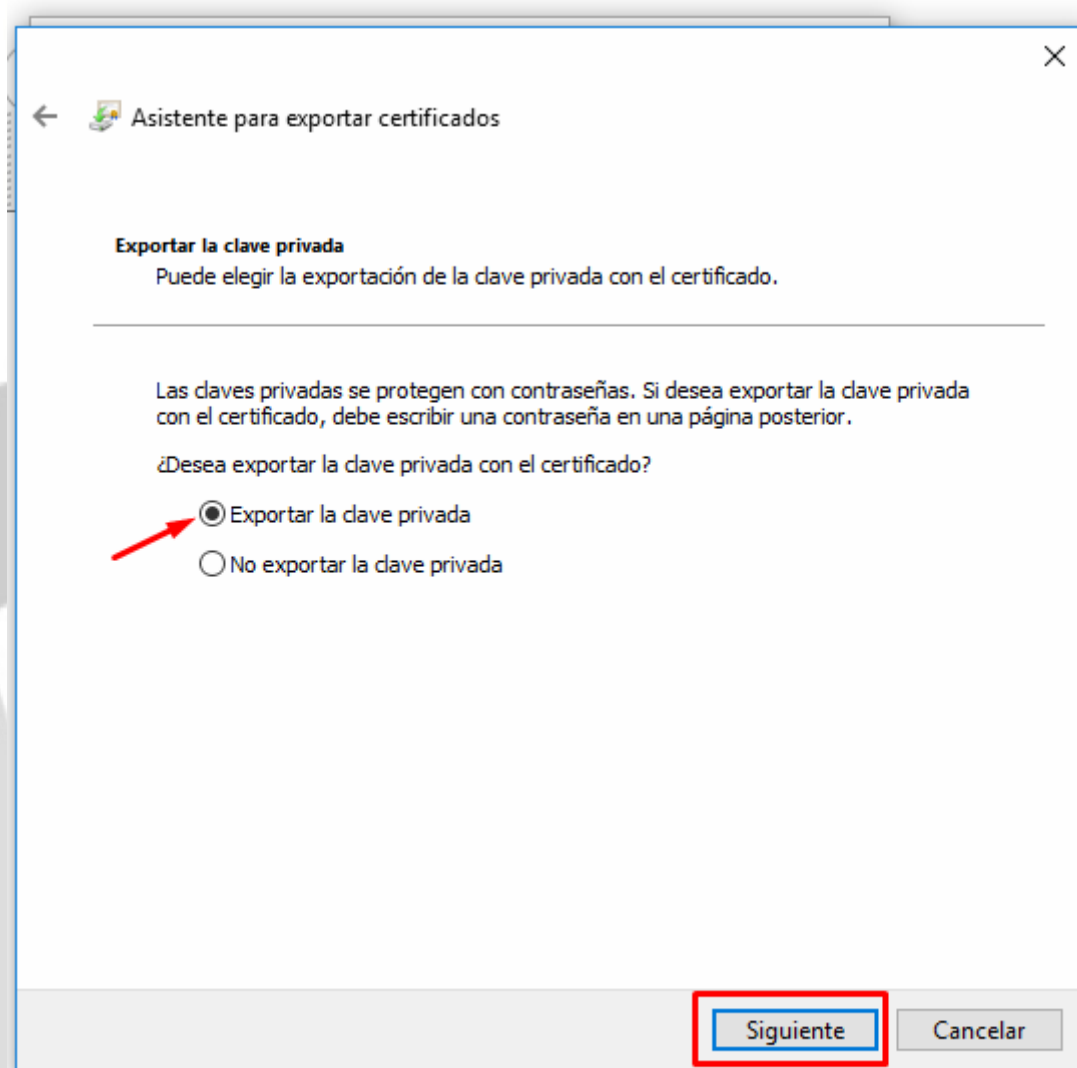 Asistente para exportar certificados
Exportar la clave privada
Puede elegir la exportación de la clave privada con el certificado.
Las claves privadas se protegen con contraseñas. Si desea exportar la clave privada
con el certificado, debe escribir una contraseña en una página posterior.
¿Desea exportar la clave privada con el certificado?
Exportar la clave privada
No exportar la clave privada
Siguiente
Cancelar